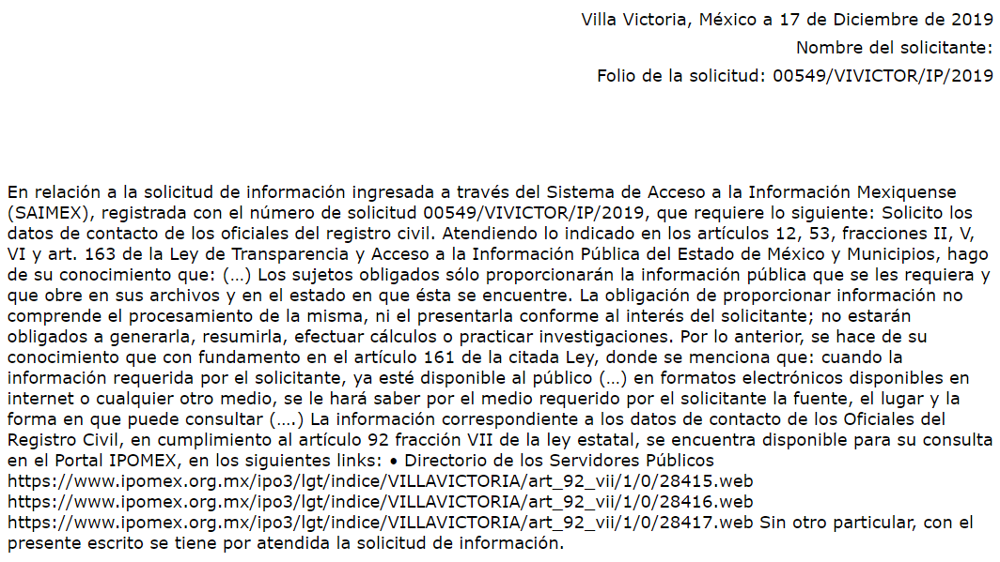 Villa Victoria, México a 17 de Diciembre de 2019
Nombre del solicitante:
Folio de la solicitud: 00549/VIVICTOR/IP/2019
En relación a la solicitud de información ingresada a través del Sistema de Acceso a la Información Mexiquense
(SAIMEX), registrada con el número de solicitud 00549/VIVICTOR/IP/2019, que requiere lo siguiente: Solicito los
datos de contacto de los oficiales del registro civil. Atendiendo lo indicado en los artículos 12, 53, fracciones II, V,
VI y art. 163 de la Ley de Transparencia y Acceso a la Información Pública del Estado de México y Municipios, hago
de su conocimiento que: (…) Los sujetos obligados sólo proporcionarán la información pública que se les requiera y
que obre en sus archivos y en el estado en que ésta se encuentre. La obligación de proporcionar información no
comprende el procesamiento de la misma, ni el presentarla conforme al interés del solicitante; no estarán
obligados a generarla, resumirla, efectuar cálculos o practicar investigaciones. Por lo anterior, se hace de su
conocimiento que con fundamento en el artículo 161 de la citada Ley, donde se menciona que: cuando la
información requerida por el solicitante, ya esté disponible al público (…) en formatos electrónicos disponibles en
internet o cualquier otro medio, se le hará saber por el medio requerido por el solicitante la fuente, el lugar y la
forma en que puede consultar (….) La información correspondiente a los datos de contacto de los Oficiales del
Registro Civil, en cumplimiento al artículo 92 fracción VII de la ley estatal, se encuentra disponible para su consulta
en el Portal IPOMEX, en los siguientes links: • Directorio de los Servidores Públicos
https://www.ipomex.org.mx/ipo3/lgt/indice/VILLAVICTORIA/art_92_vii/1/0/28415.web
https://www.ipomex.org.mx/ipo3/lgt/indice/VILLAVICTORIA/art_92_vii/1/0/28416.web
https://www.ipomex.org.mx/ipo3/lgt/indice/VILLAVICTORIA/art_92_vii/1/0/28417.web Sin otro particular, con el
presente escrito se tiene por atendida la solicitud de información.